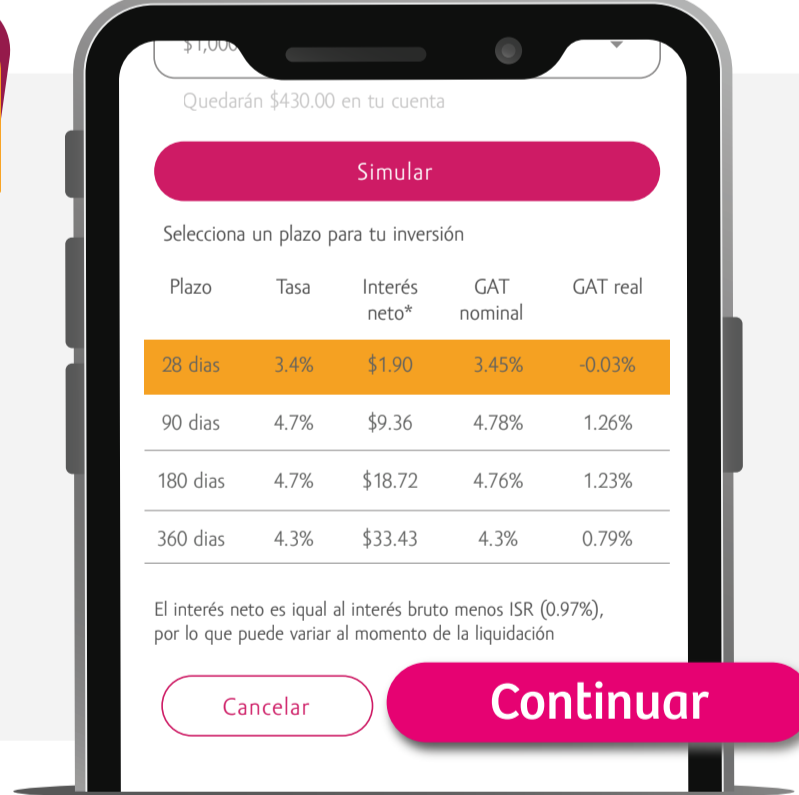 $1,000
Quedarán $430.00 en tu cuenta
Simular
Selecciona un plazo para tu inversión
Plazo Tasa Interés neto* GAT nominal GAT real
28 dias 3.4% $1.90 3.45% -0.03%
90 dias 4.7% $9.36 4.78% 1.26%
180 dias 4.7% $18.72 4.76% 1.23%
360 dias 4.3% $33.43 4.3% 0.79%
El interés neto es iqual al interés bruto menos ISR (0.97%),
por lo que puede variar al momento de la liquidación
Cancelar
Continuar